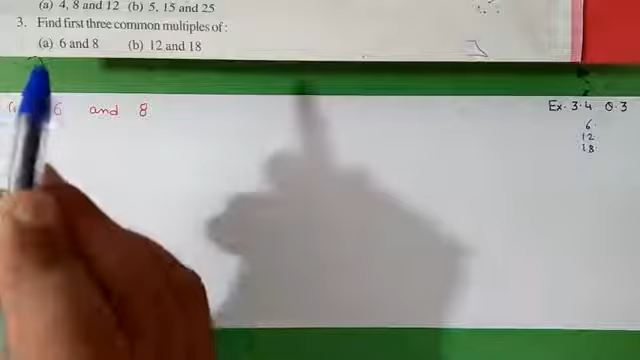 (a) 4, 8 and 12 (b) 5, 15 and 25
3. Find first three common multiples of :
(a) 6 and 8 (b) 12 and 18
6 and 8
Ex. 3.4 Q.3
6
12
18